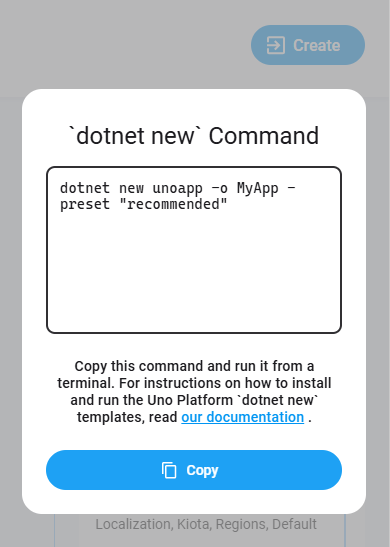 Create
`dotnet new` Command
dotnet new unoapp -o MyApp -
preset "recommended"
Copy this command and run it from a
terminal. For instructions on how to install
and run the Uno Platform `dotnet new`
templates, read our documentation .
Copy
Localization, Kiota, Regions, Default